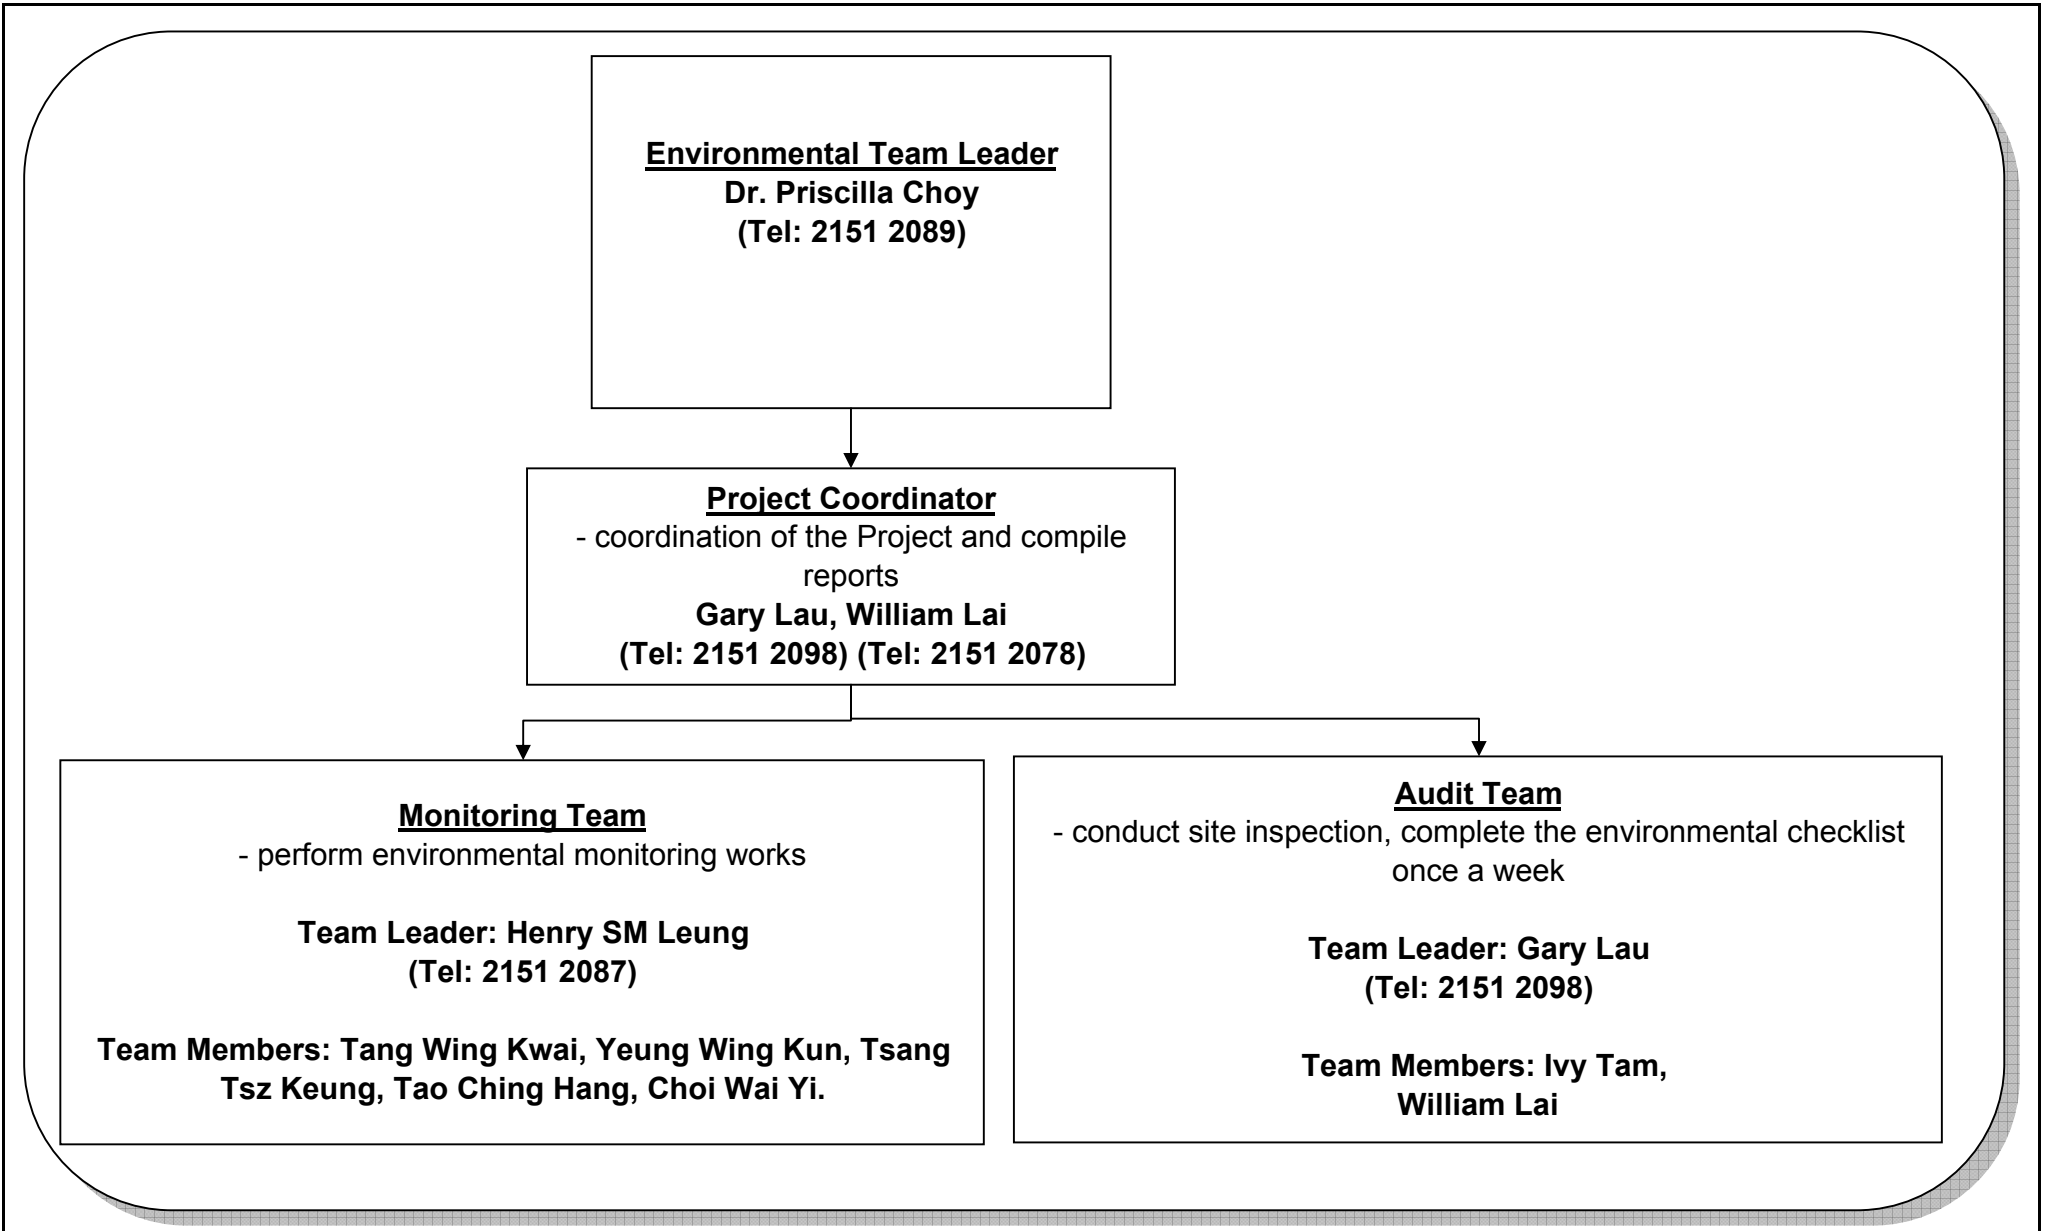 Environmental Team Leader
Dr. Priscilla Choy
(Tel: 2151 2089)
Project Coordinator
- coordination of the Project and compile
reports
Gary Lau, William Lai
(Tel: 2151 2098) (Tel: 2151 2078)
Monitoring Team
- perform environmental monitoring works
Team Leader: Henry SM Leung
(Tel: 2151 2087)
Team Members: Tang Wing Kwai, Yeung Wing Kun, Tsang
Tsz Keung, Tao Ching Hang, Choi Wai Yi.
Audit Team
- conduct site inspection, complete the environmental checklist
once a week
Team Leader: Gary Lau
(Tel: 2151 2098)
Team Members: Ivy Tam,
William Lai